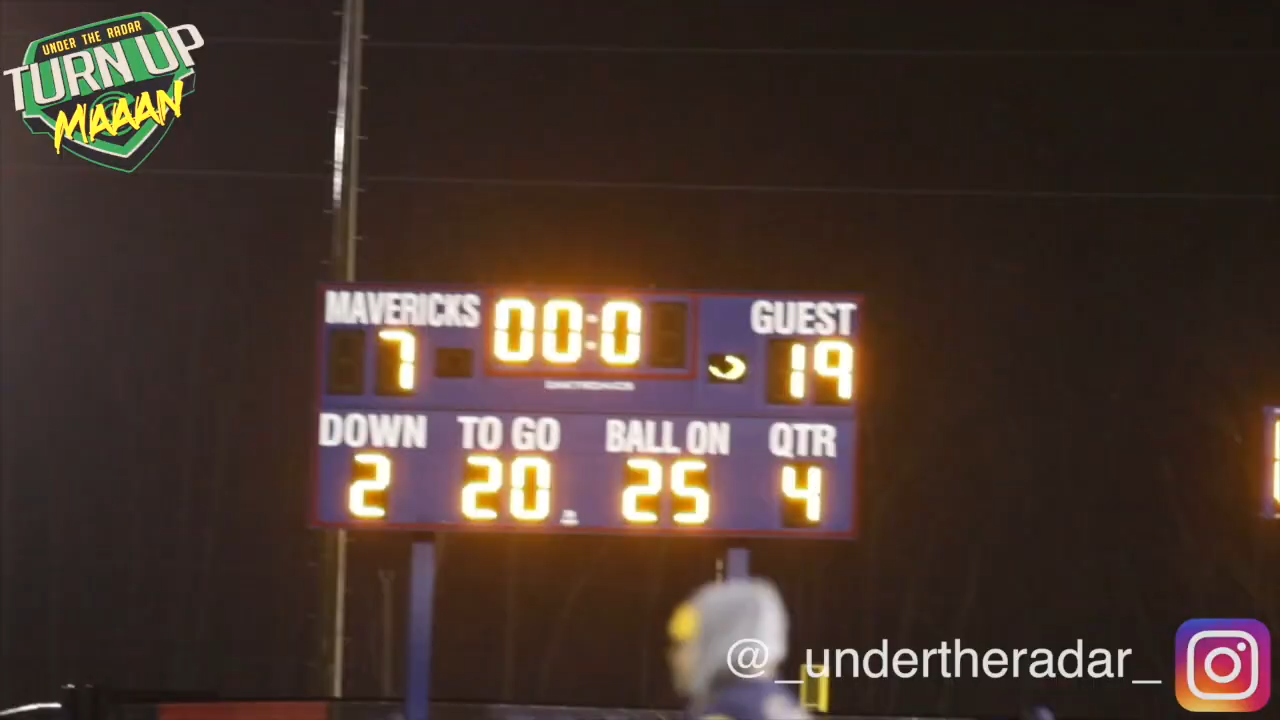 UNDER THE RADAR
TURN UP
MAAAN
MAVERICKS 00:0 GUEST
7 19
DOWN TO GO BALL ON QTR
2 20 25 4
@_undertheradar_